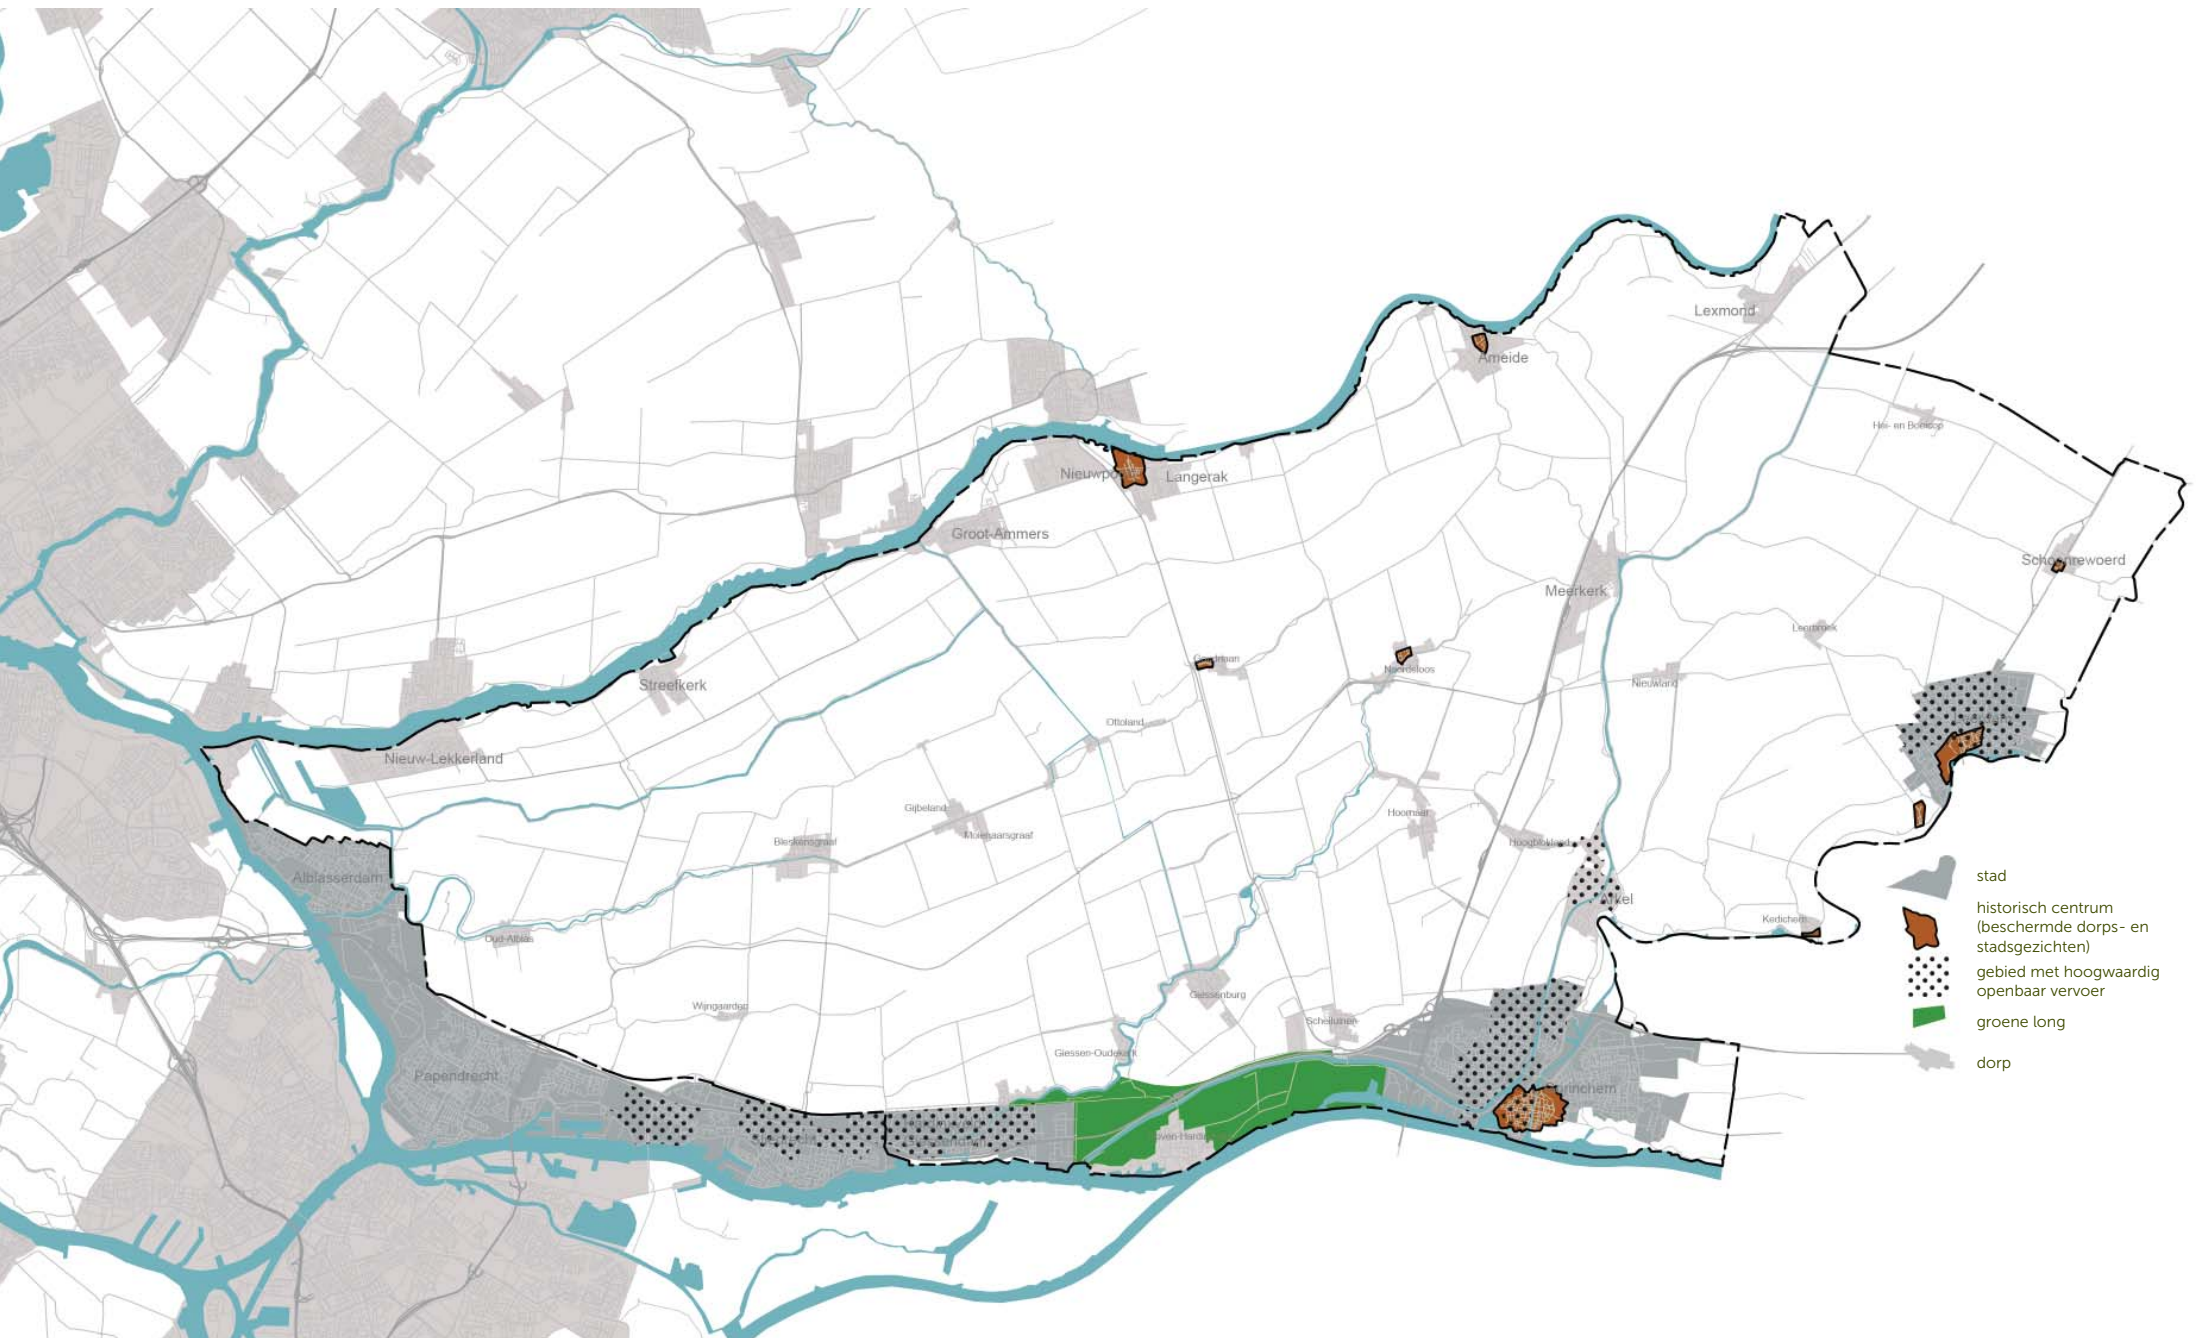 Lexmond
Ameide
Hei- en Boeicop
Langerak
Groot-Ammers
Schoonrewoerd
Meerkerk
Leerbroek
Streefkerk
Noordeloos
Nieuwland
Ottoland
Nieuw-Lekkerland
Gijbeland
Molenaarsgraaf
Bleskensgraaf
Hoornaar
Hoogblokland
Alblasserdam
Arkel
Kedichem
Oud-Alblas
Giessenburg
Wijngaarden
Schelluinen
Giessen-Oudekerk
Papendrecht
Gorinchem
stad
historisch centrum
(beschermde dorps- en
stadsgezichten)
gebied met hoogwaardig
openbaar vervoer
groene long
dorp